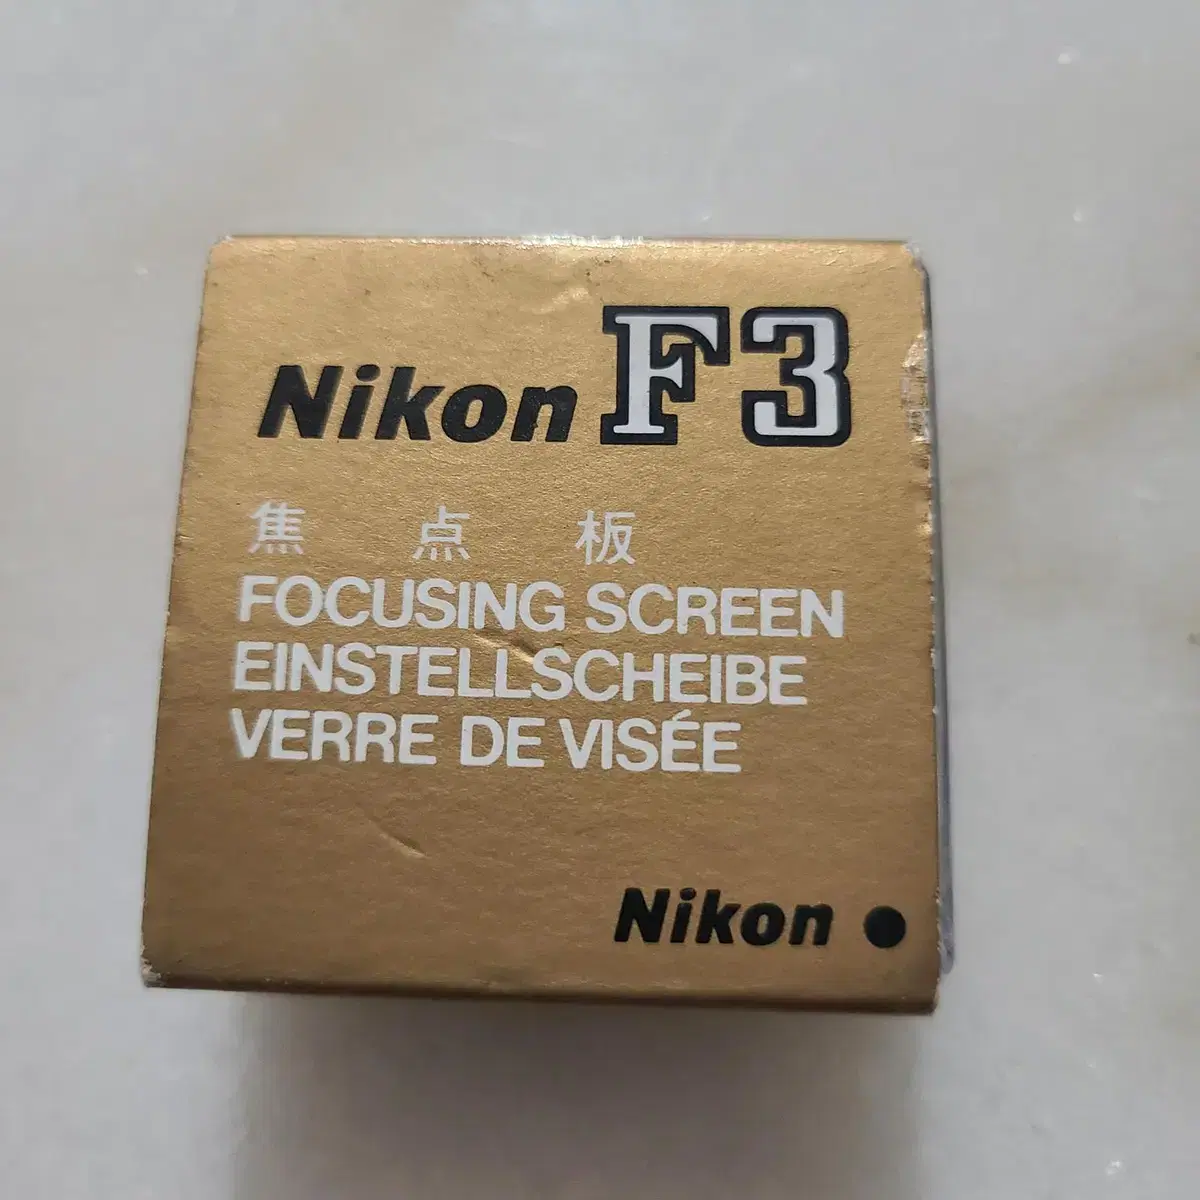 Nikon F3
焦点板
FOCUSING SCREEN
EINSTELLSCHEIBE
VERRE DE VISÉE
Nikon